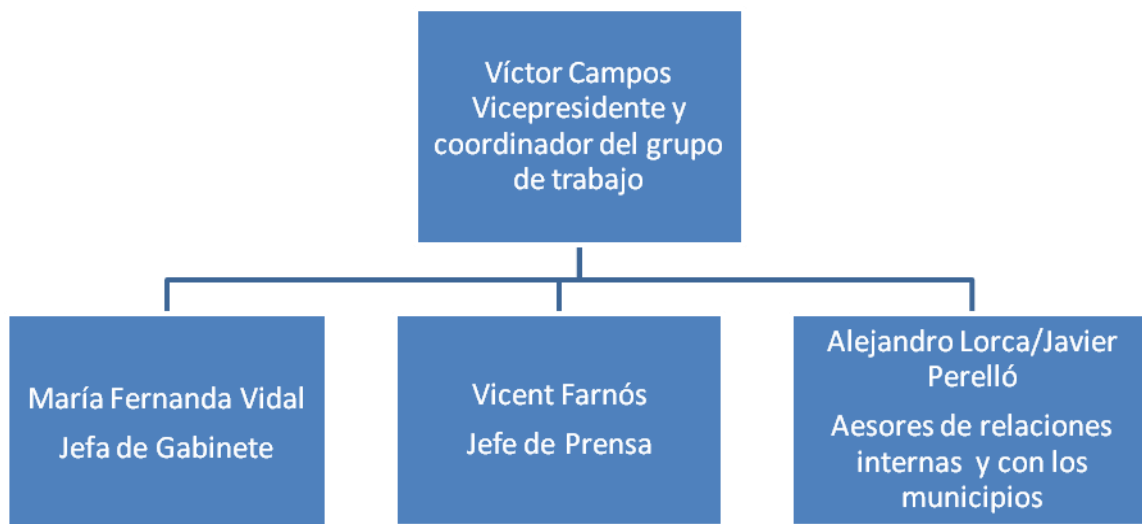 Víctor Campos
Vicepresidente y
coordinador del grupo
de trabajo
María Fernanda Vidal
Jefa de Gabinete
Vicent Farnós
Jefe de Prensa
Alejandro Lorca/Javier
Perelló
Aesores de relaciones
internas y con los
municipios